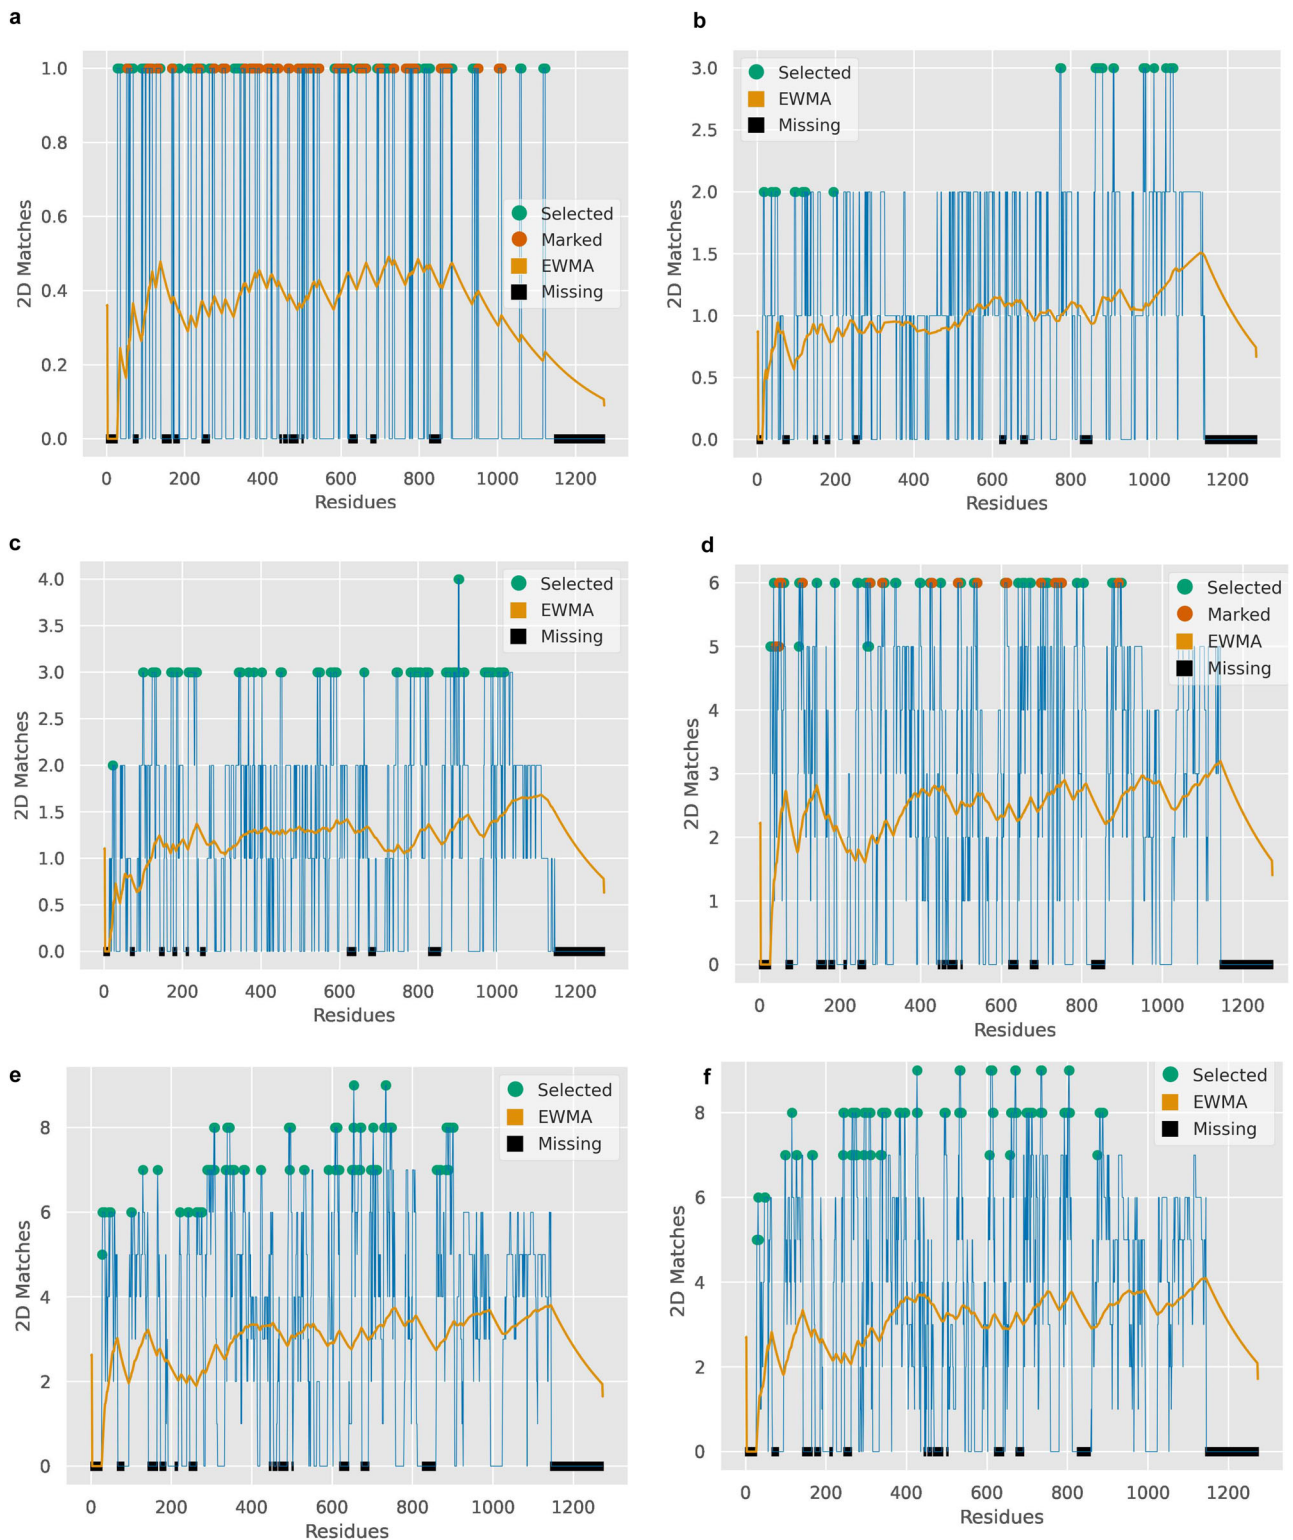 a
1.0
0.8
0.6
0.4
0.2
0.0
2D Matches
0 200 400 600 800 1000 1200
Residues
Selected
Marked
EWMA
Missing
b
3.0
2.5
2.0
1.5
1.0
0.5
0.0
2D Matches
0 200 400 600 800 1000 1200
Residues
Selected
EWMA
Missing
c
4.0
3.5
3.0
2.5
2.0
1.5
1.0
0.5
0.0
2D Matches
0 200 400 600 800 1000 1200
Residues
Selected
EWMA
Missing
d
6
5
4
3
2
1
0
2D Matches
0 200 400 600 800 1000 1200
Residues
Selected
Marked
EWMA
Missing
e
8
6
4
2
0
2D Matches
0 200 400 600 800 1000 1200
Residues
Selected
EWMA
Missing
f
8
6
4
2
0
2D Matches
0 200 400 600 800 1000 1200
Residues
Selected
EWMA
Missing